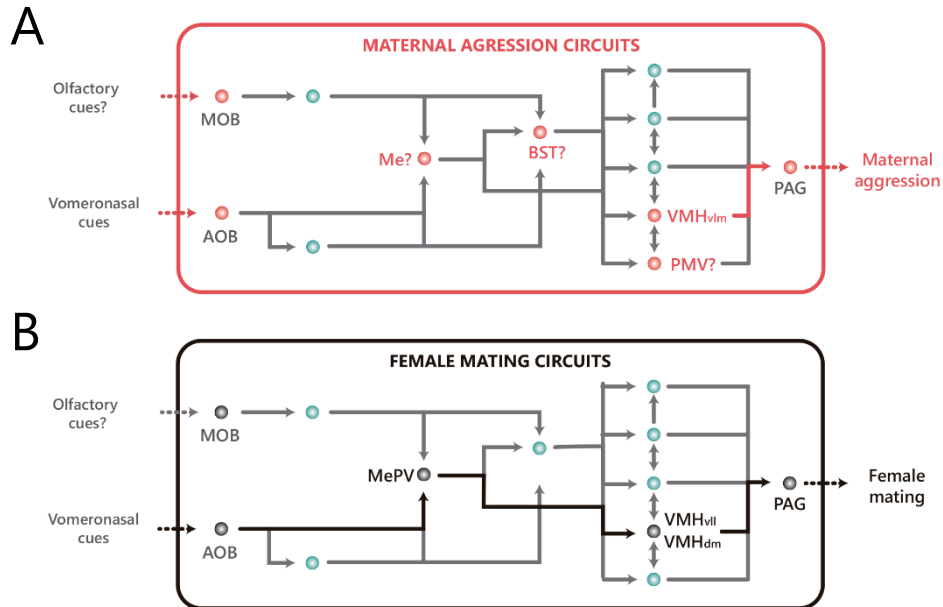 A
MATERNAL AGRESSION CIRCUITS
Olfactory
cues?
MOB
Me?
BST?
Vomeronasal
cues
AOB
VMHvlm
PMV?
PAG
Maternal
aggression
B
FEMALE MATING CIRCUITS
Olfactory
cues?
MOB
MePV
Vomeronasal
cues
AOB
VMHvll
VMHdm
PAG
Female
mating